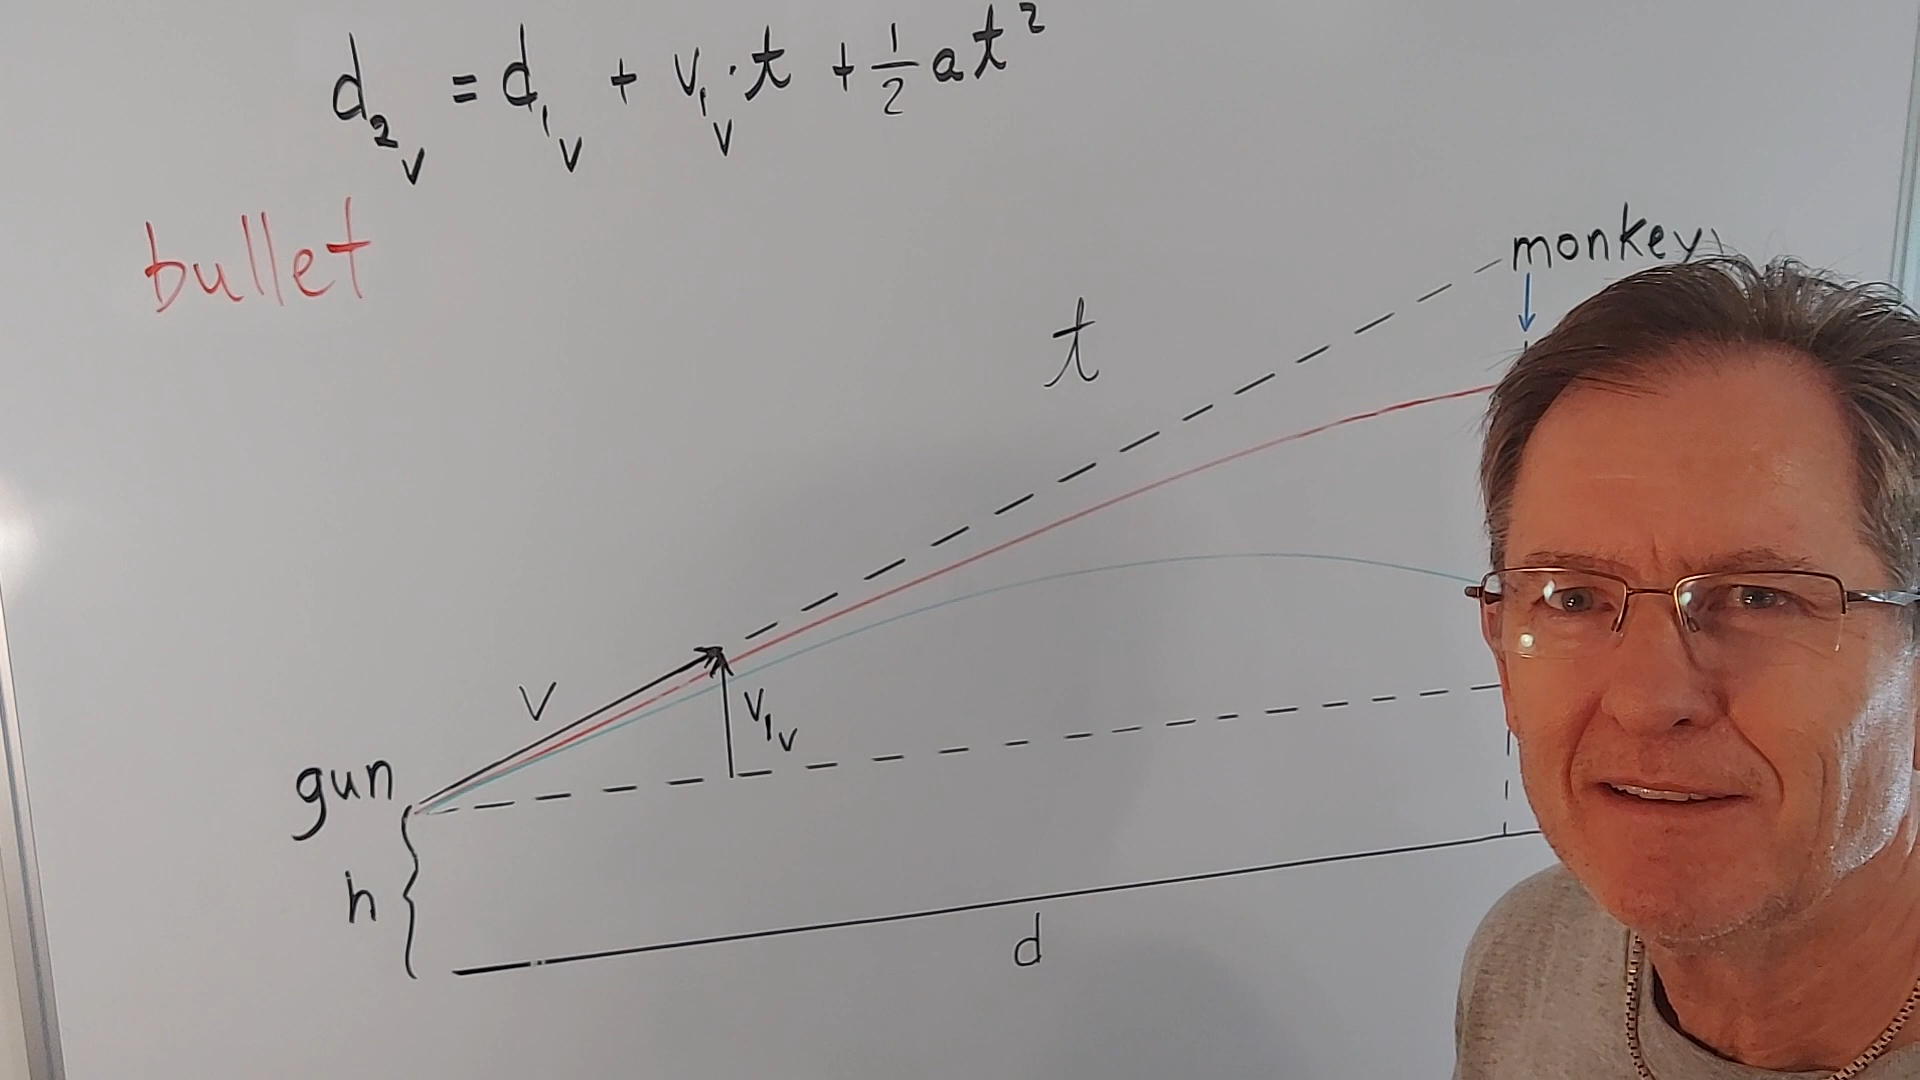 d₂ᵥ = d₁ᵥ + v₁ᵥ · t + ½ a t²
bullet
monkey
t
v
v₁ᵥ
gun
h
d